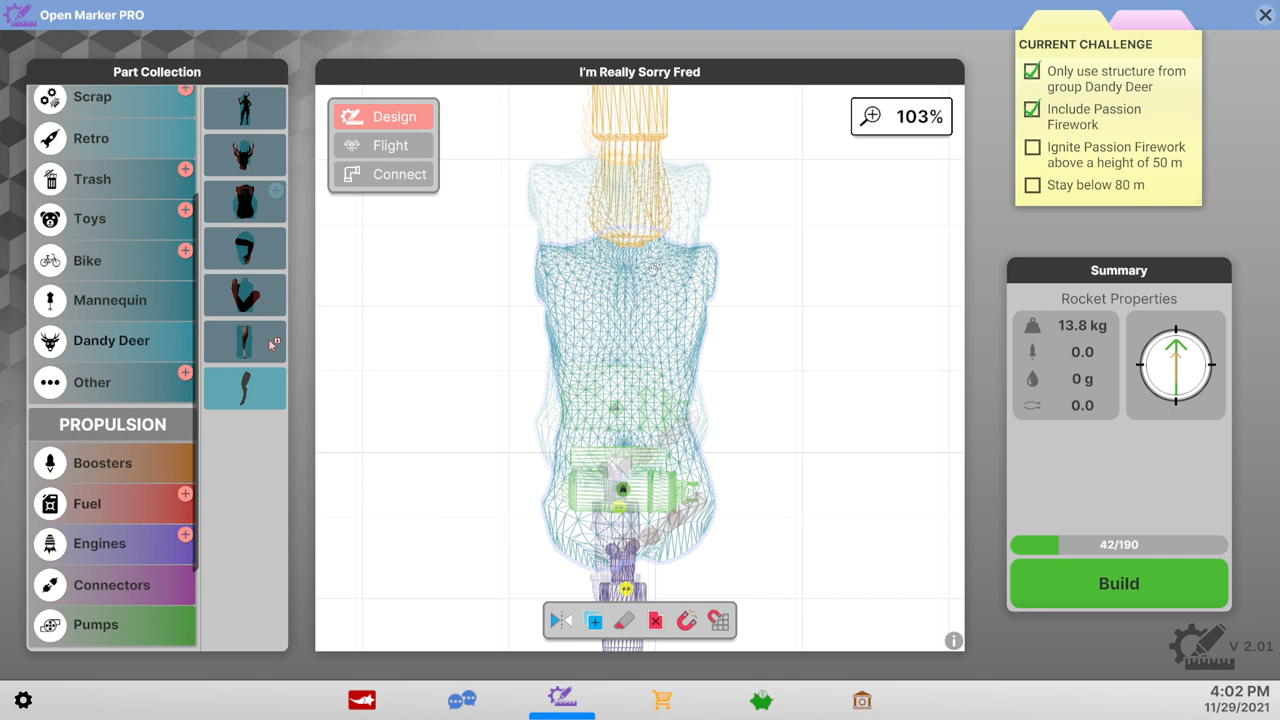 Open Marker PRO
Part Collection
Scrap
Retro
Trash
Toys
Bike
Mannequin
Dandy Deer
Other
PROPULSION
Boosters
Fuel
Engines
Connectors
Pumps
I'm Really Sorry Fred
Design
Flight
Connect
103%
CURRENT CHALLENGE
Only use structure from
group Dandy Deer
Include Passion
Firework
Ignite Passion Firework
above a height of 50 m
Stay below 80 m
Summary
Rocket Properties
13.8 kg
0.0
0 g
0.0
42/190
Build
V 2.01
4:02 PM
11/29/2021